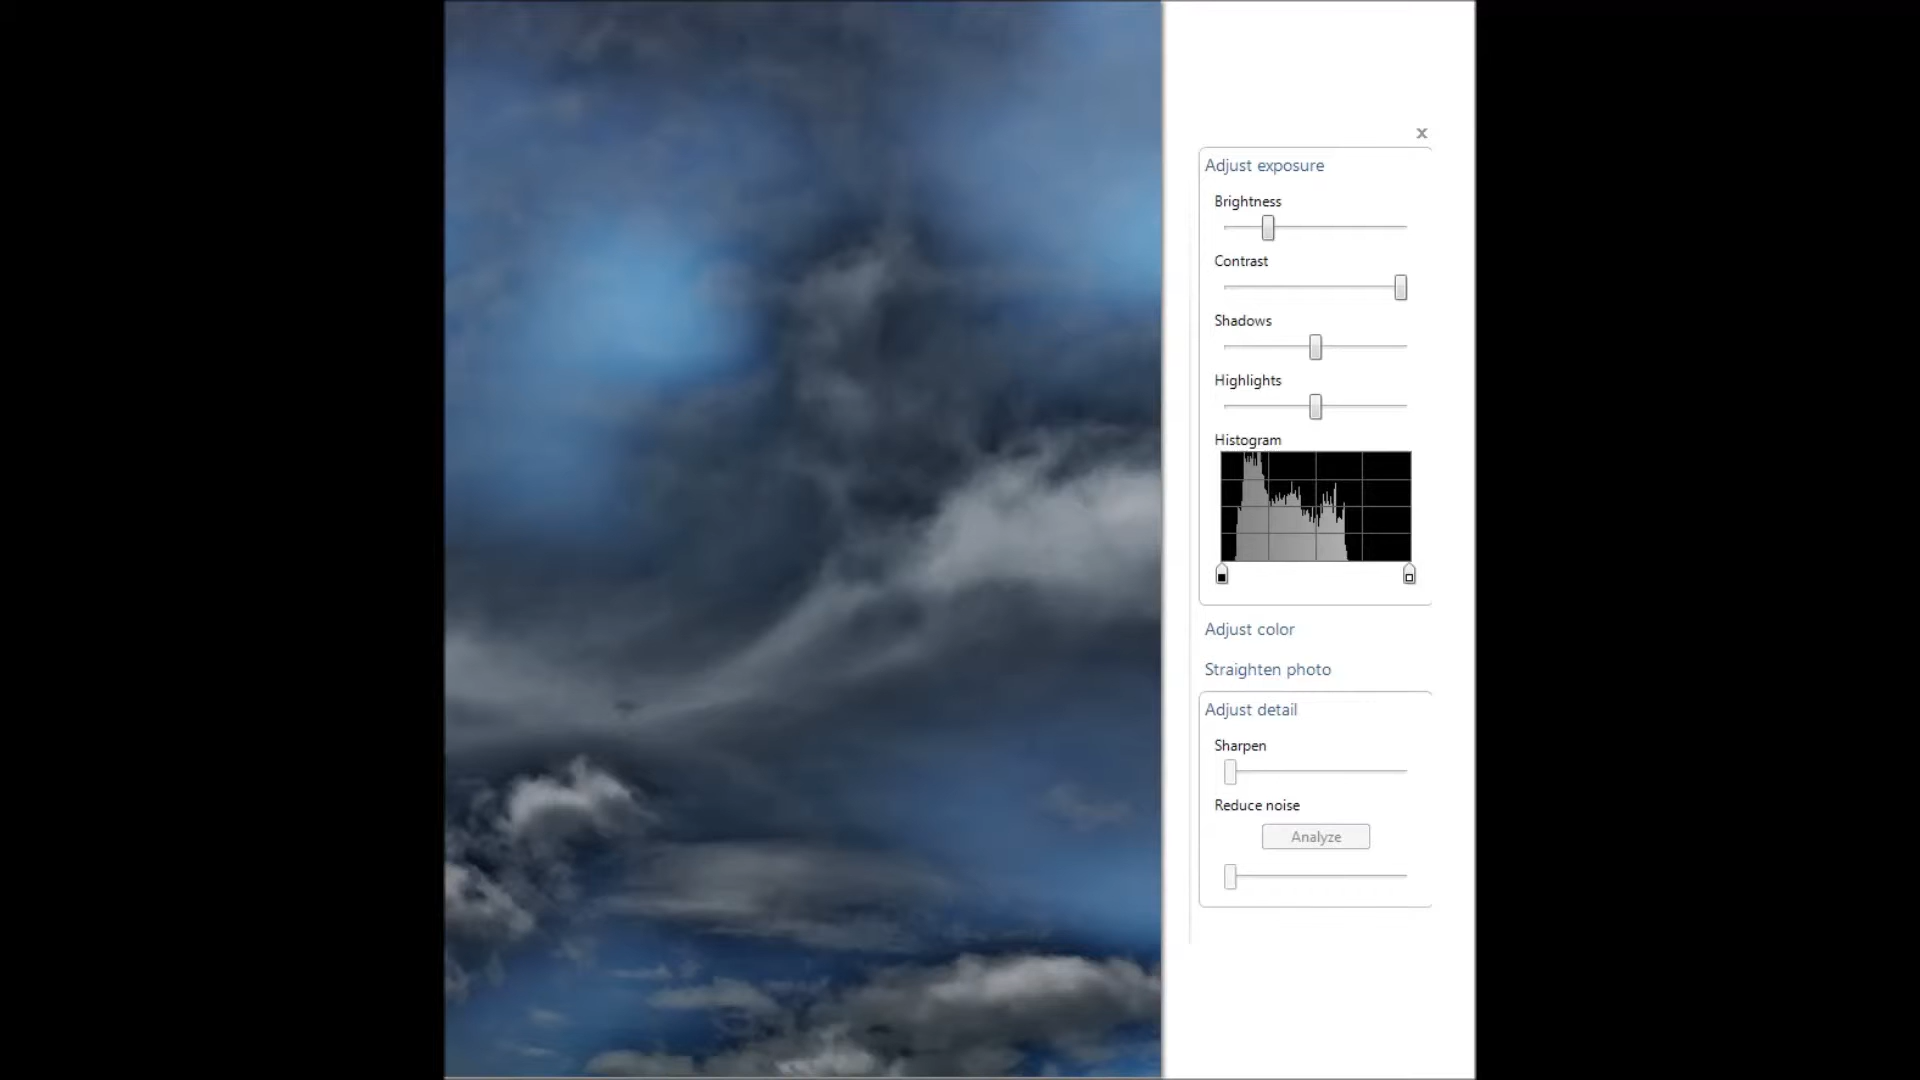 x
Adjust exposure
Brightness
Contrast
Shadows
Highlights
Histogram
Adjust color
Straighten photo
Adjust detail
Sharpen
Reduce noise
Analyze